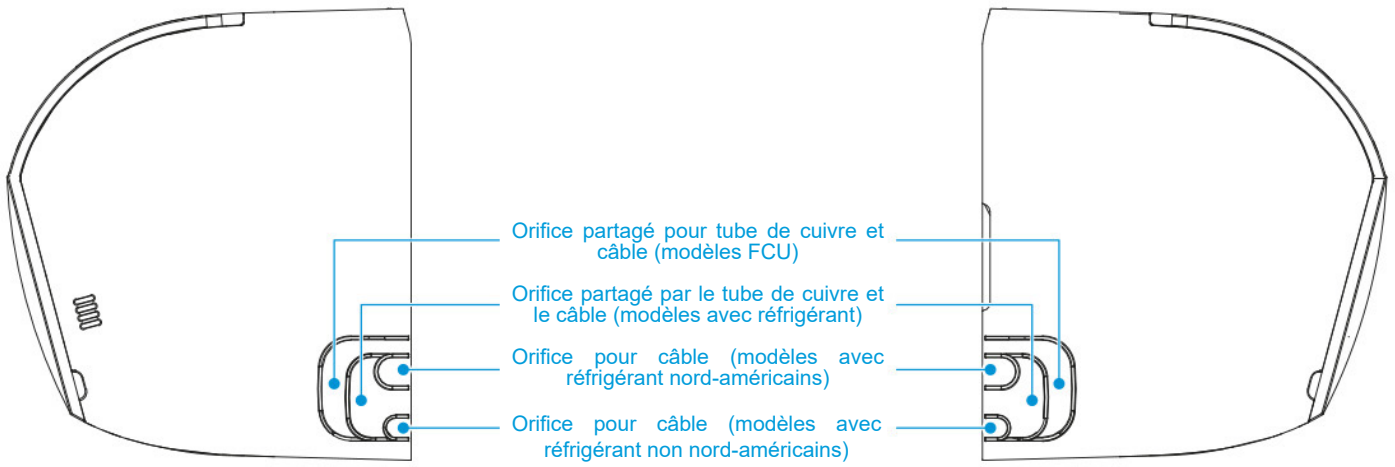 Orifice partagé pour tube de cuivre et
câble (modèles FCU)
Orifice partagé par le tube de cuivre et
le câble (modèles avec réfrigérant)
Orifice pour câble (modèles avec
réfrigérant nord-américains)
Orifice pour câble (modèles avec
réfrigérant non nord-américains)